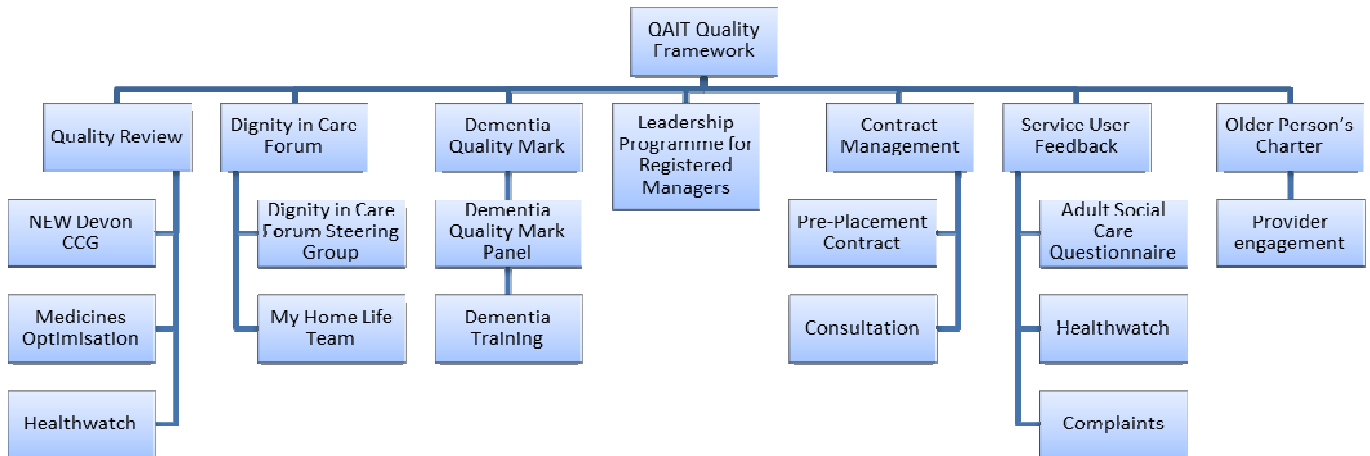 QAIT Quality
Framework
Quality Review
Dignity in Care
Forum
Dementia
Quality Mark
Leadership
Programme for
Registered
Managers
Contract
Management
Service User
Feedback
Older Person's
Charter
NEW Devon
CCG
Medicines
Optimisation
Healthwatch
Dignity in Care
Forum Steering
Group
My Home Life
Team
Dementia
Quality Mark
Panel
Dementia
Training
Pre-Placement
Contract
Consultation
Adult Social
Care
Questionnaire
Healthwatch
Complaints
Provider
engagement